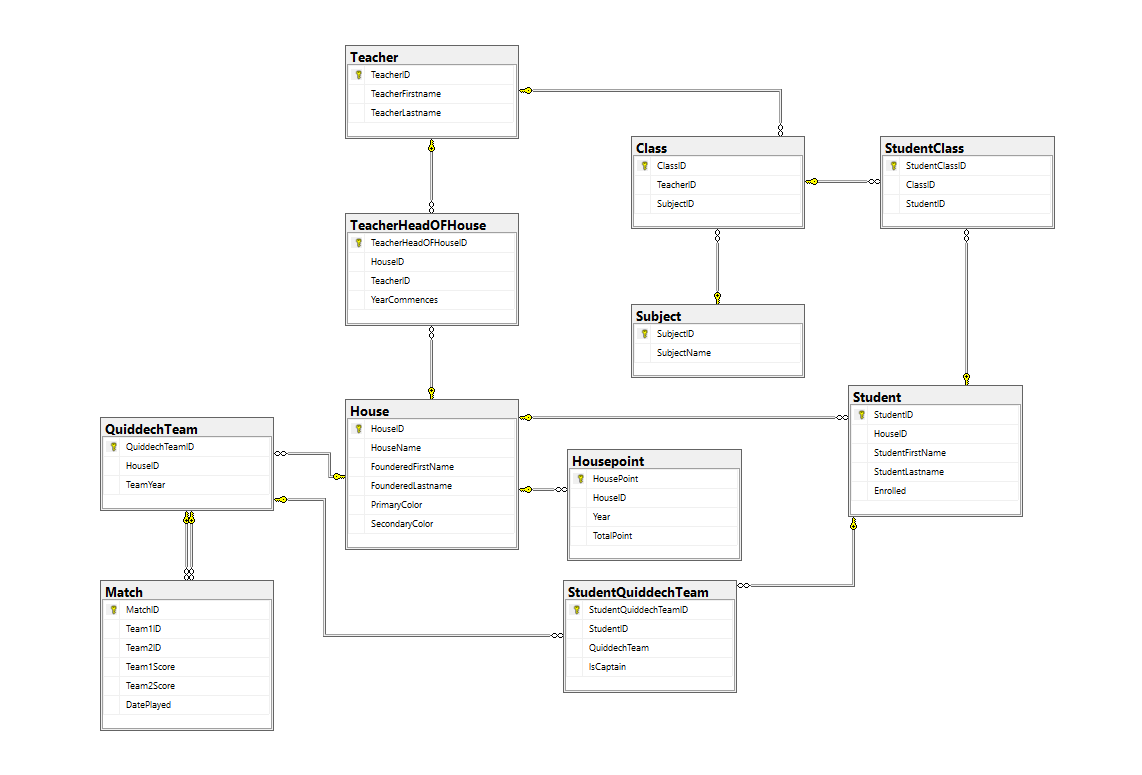 Teacher
TeacherID
TeacherFirstname
TeacherLastname
Class
ClassID
TeacherID
SubjectID
StudentClass
StudentClassID
ClassID
StudentID
TeacherHeadOFHouse
TeacherHeadOFHouseID
HouseID
TeacherID
YearCommences
Subject
SubjectID
SubjectName
Student
StudentID
HouseID
StudentFirstName
StudentLastname
Enrolled
House
HouseID
HouseName
FounderedFirstName
FounderedLastname
PrimaryColor
SecondaryColor
QuiddechTeam
QuiddechTeamID
HouseID
TeamYear
Housepoint
HousePoint
HouseID
Year
TotalPoint
Match
MatchID
Team1ID
Team2ID
Team1Score
Team2Score
DatePlayed
StudentQuiddechTeam
StudentQuiddechTeamID
StudentID
QuiddechTeam
IsCaptain